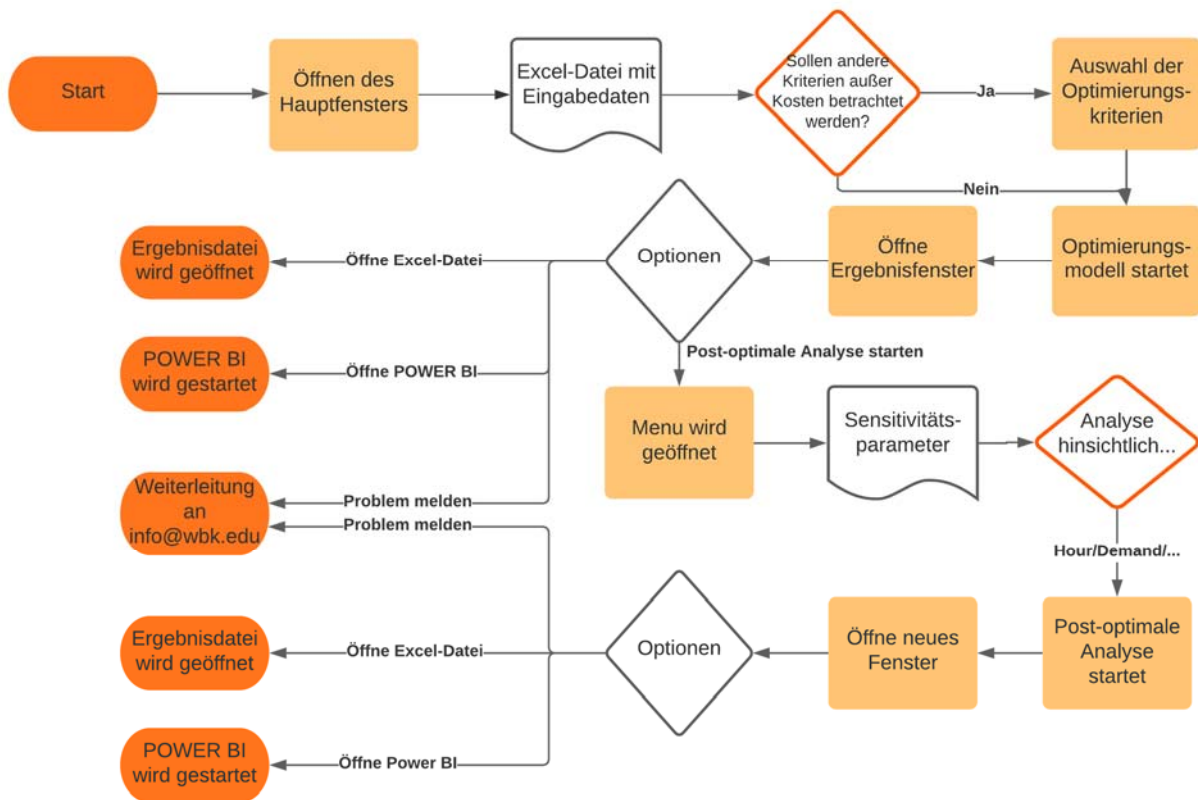 Start
Öffnen des
Hauptfensters
Excel-Datei mit
Eingabedaten
Sollen andere
Kriterien außer
Kosten betrachtet
werden?
Ja
Auswahl der
Optimierungs-
kriterien
Nein
Optimierungs-
modell startet
Öffne
Ergebnisfenster
Optionen
Öffne Excel-Datei
Ergebnisdatei
wird geöffnet
Öffne POWER BI
POWER BI
wird gestartet
Problem melden
Weiterleitung
an
info@wbk.edu
Post-optimale Analyse starten
Menu wird
geöffnet
Sensitivitäts-
parameter
Analyse
hinsichtlich...
Hour/Demand/...
Post-optimale
Analyse
startet
Öffne neues
Fenster
Optionen
Problem melden
Öffne Excel-Datei
Ergebnisdatei
wird geöffnet
Öffne Power BI
POWER BI
wird gestartet